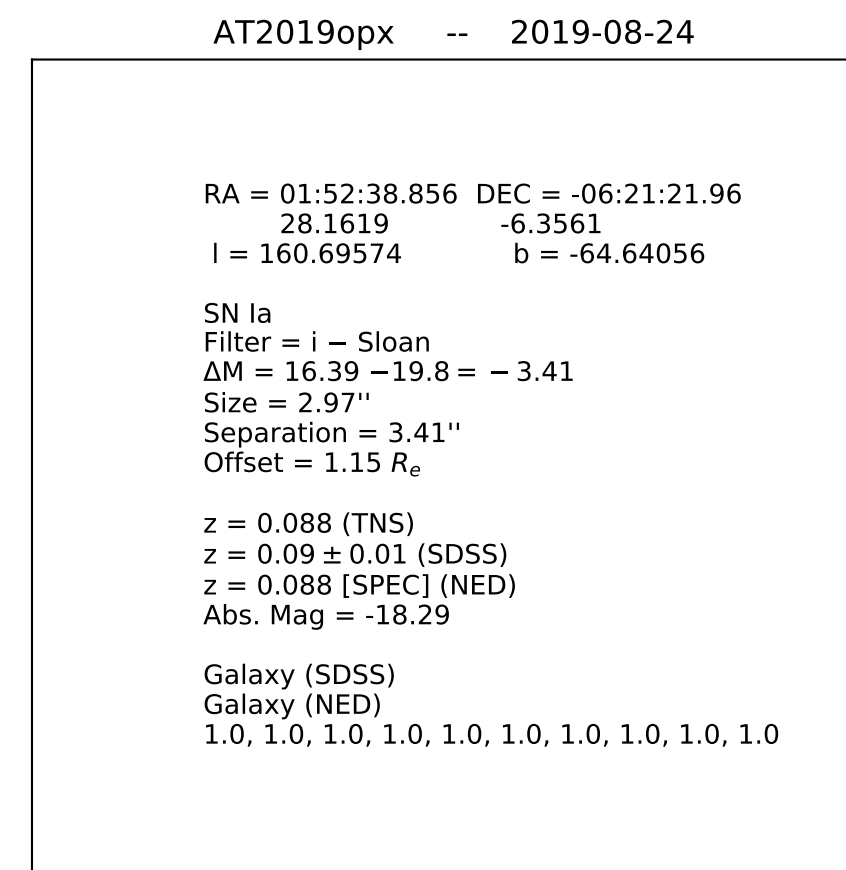 AT2019opx -- 2019-08-24
RA = 01:52:38.856 DEC = -06:21:21.96
28.1619 -6.3561
l = 160.69574 b = -64.64056
SN Ia
Filter = i − Sloan
ΔM = 16.39 −19.8 = − 3.41
Size = 2.97''
Separation = 3.41''
Offset = 1.15 Rₑ
z = 0.088 (TNS)
z = 0.09 ± 0.01 (SDSS)
z = 0.088 [SPEC] (NED)
Abs. Mag = -18.29
Galaxy (SDSS)
Galaxy (NED)
1.0, 1.0, 1.0, 1.0, 1.0, 1.0, 1.0, 1.0, 1.0, 1.0